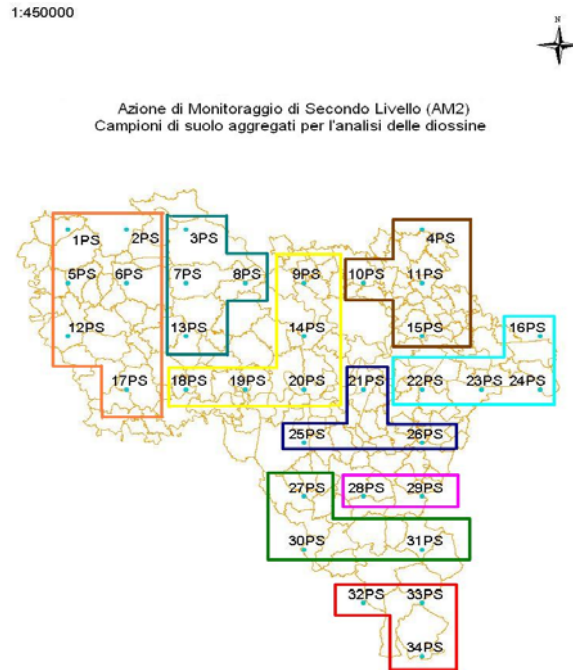 1:450000
Azione di Monitoraggio di Secondo Livello (AM2)
Campioni di suolo aggregati per l'analisi delle diossine
1PS 2PS 3PS 4PS
5PS 6PS 7PS 8PS 9PS 10PS 11PS
12PS 13PS 14PS 15PS 16PS
17PS 18PS 19PS 20PS 21PS 22PS 23PS 24PS
25PS 26PS
27PS 28PS 29PS
30PS 31PS
32PS 33PS
34PS